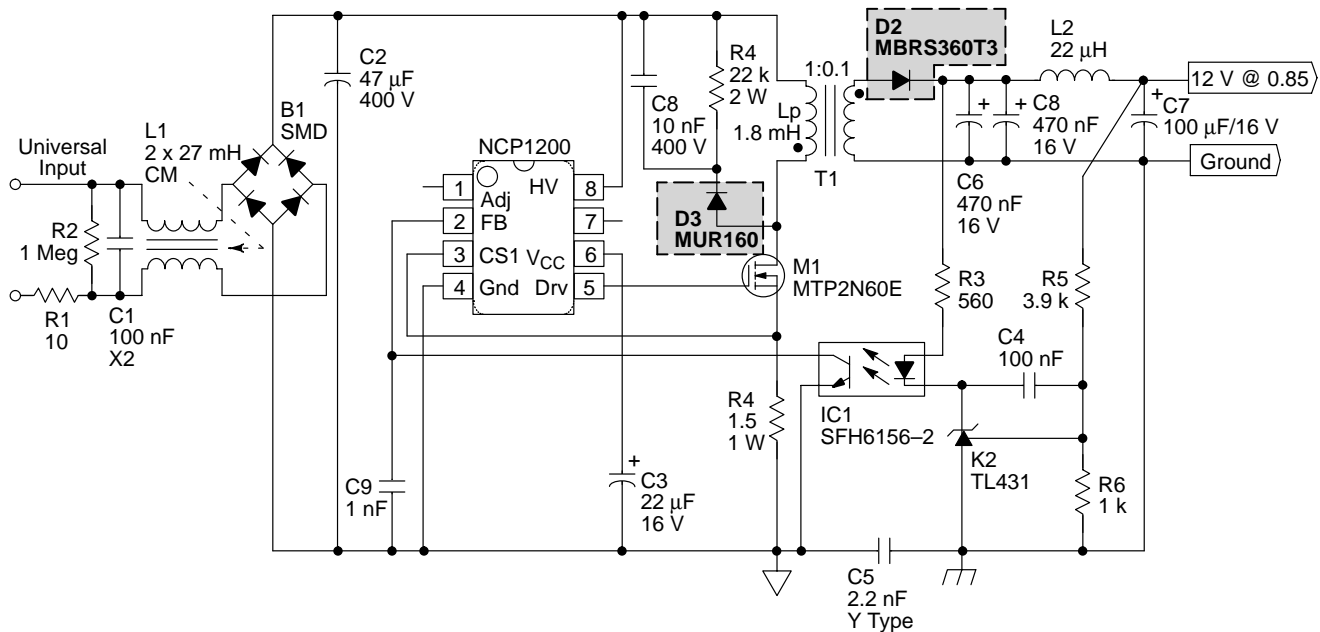 C2
47 μF
400 V
B1
SMD
L1
2 x 27 mH
CM
Universal
Input
R2
1 Meg
R1
10
C1
100 nF
X2
NCP1200
1
Adj
HV
8
2
FB
7
3
CS1
VCC
6
4
Gnd
Drv
5
C8
10 nF
400 V
R4
22 k
2 W
D3
MUR160
M1
MTP2N60E
Lp
1.8 mH
1:0.1
T1
D2
MBRS360T3
L2
22 μH
12 V @ 0.85
C6
470 nF
16 V
C8
470 nF
16 V
C7
100 μF/16 V
Ground
R3
560
R5
3.9 k
C4
100 nF
IC1
SFH6156–2
R4
1.5
1 W
K2
TL431
R6
1 k
C9
1 nF
C3
22 μF
16 V
C5
2.2 nF
Y Type